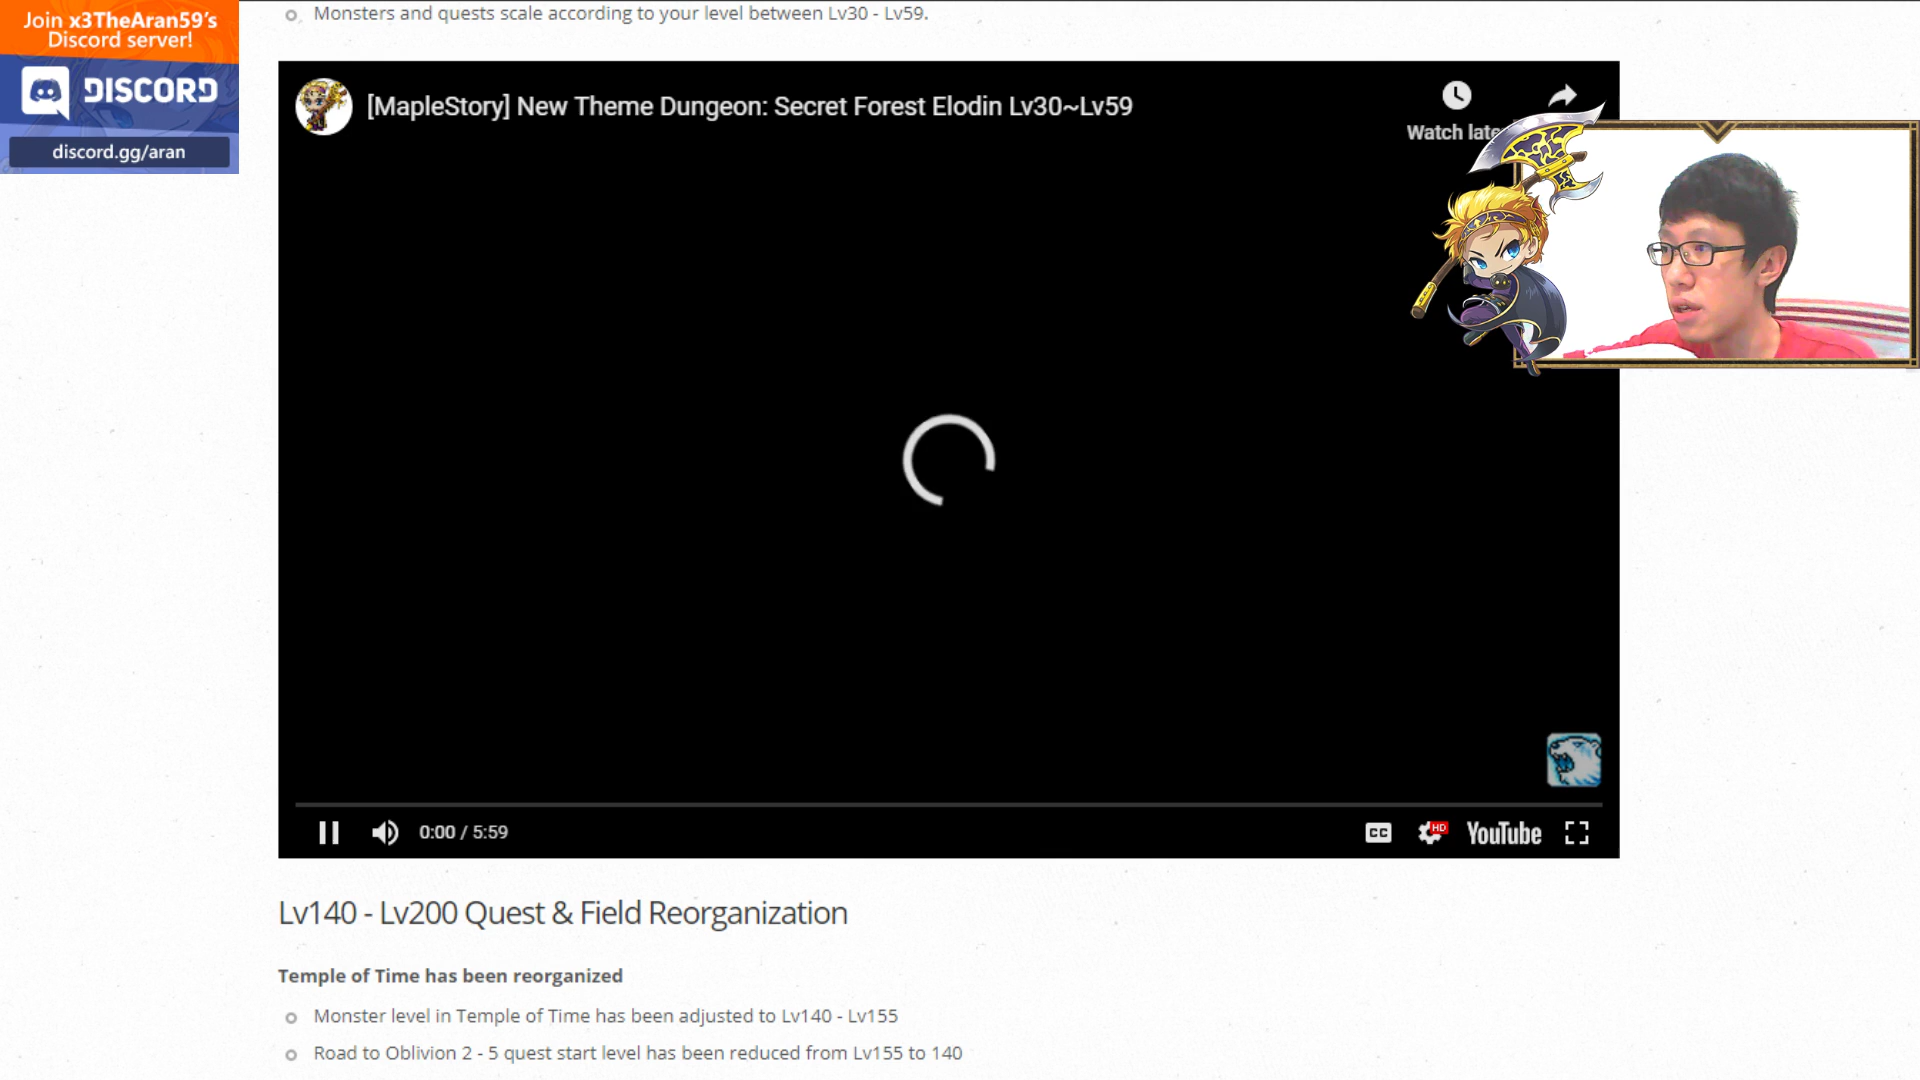 Join x3TheAran59's
Discord server!
DISCORD
discord.gg/aran
Monsters and quests scale according to your level between Lv30 - Lv59.
[MapleStory] New Theme Dungeon: Secret Forest Elodin Lv30~Lv59
Watch late
0:00 / 5:59
CC
HD
YouTube
Lv140 - Lv200 Quest & Field Reorganization
Temple of Time has been reorganized
Monster level in Temple of Time has been adjusted to Lv140 - Lv155
Road to Oblivion 2 - 5 quest start level has been reduced from Lv155 to 140